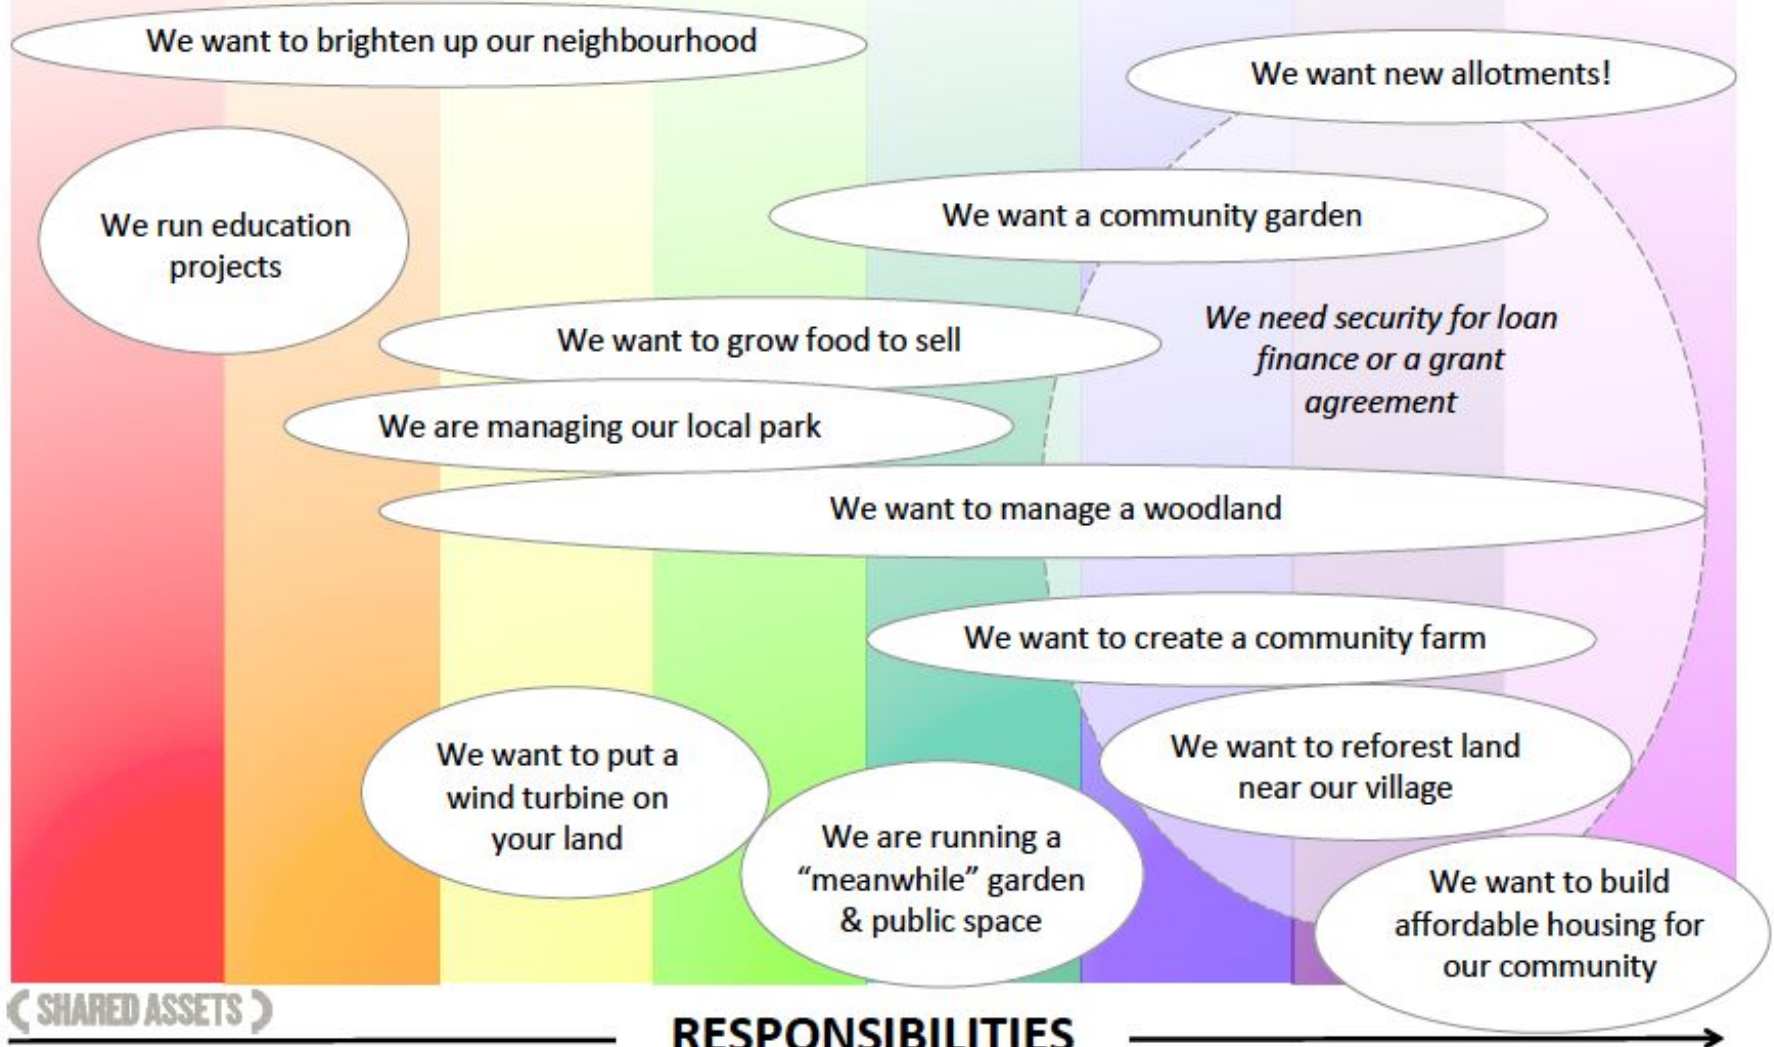 We want to brighten up our neighbourhood
We want new allotments!
We run education
projects
We want a community garden
We need security for loan
finance or a grant
agreement
We want to grow food to sell
We are managing our local park
We want to manage a woodland
We want to create a community farm
We want to put a
wind turbine on
your land
We want to reforest land
near our village
We are running a
“meanwhile” garden
& public space
We want to build
affordable housing for
our community
SHARED ASSETS
RESPONSIBILITIES